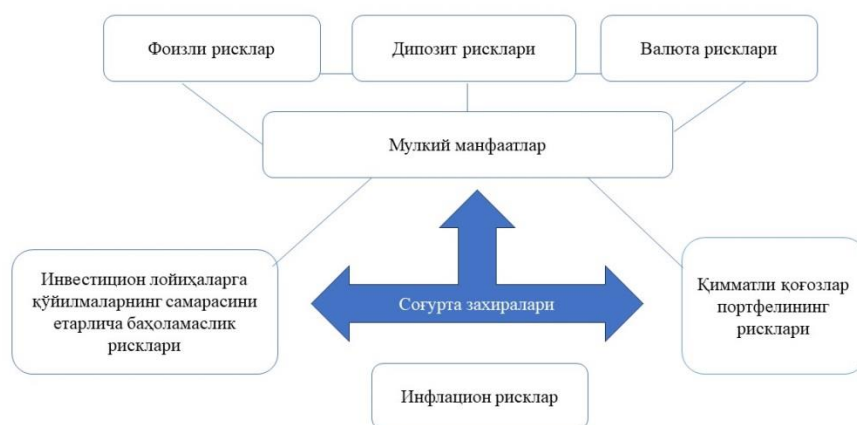 Фоизли рисклар
Дипозит рисклари
Валюта рисклари
Мулкий манфаатлар
Инвестицион лойиҳаларга
қўйилмаларнинг самарасини
етарлича баҳоламаслик
рисклари
Соғурта захиралари
Қимматли қоғозлар
портфелининг
рисклари
Инфлацион рисклар